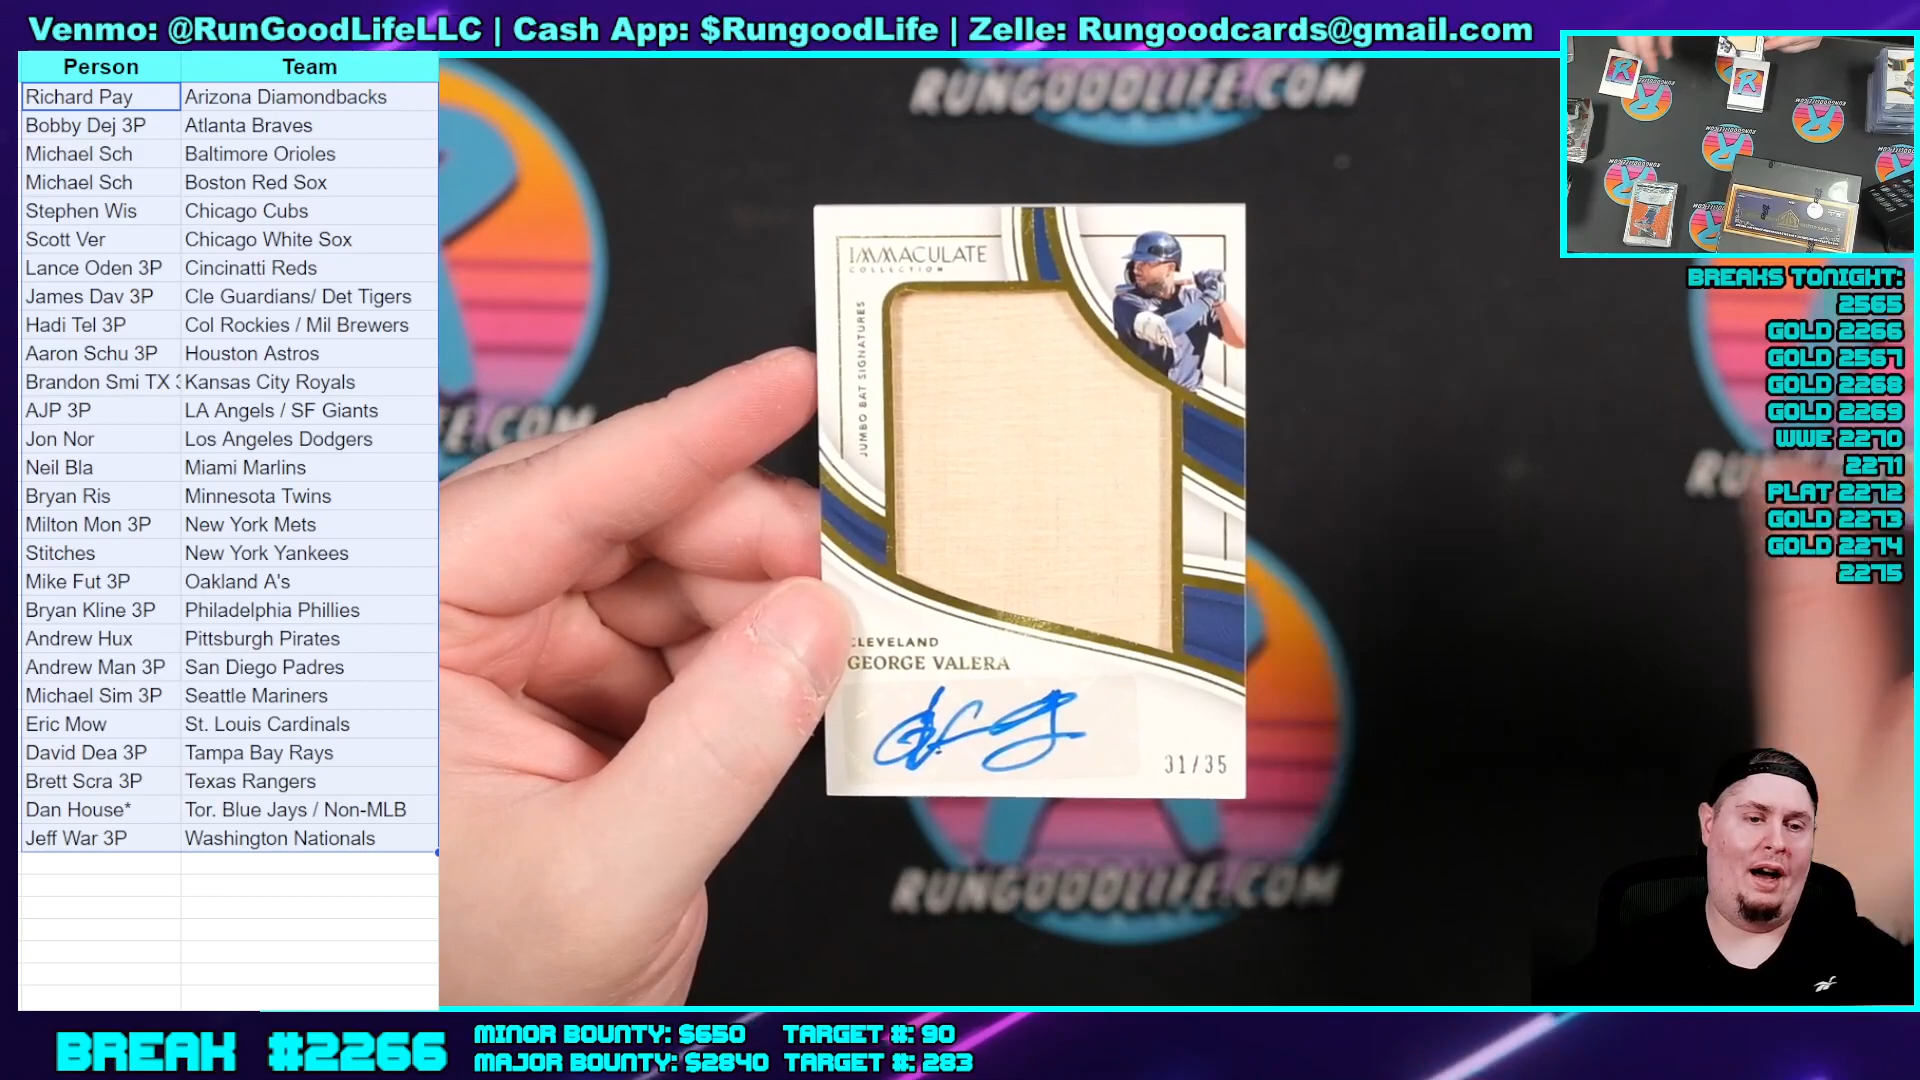 Venmo: @RunGoodLifeLLC | Cash App: $RungoodLife | Zelle: Rungoodcards@gmail.com
Person Team
Richard Pay Arizona Diamondbacks
Bobby Dej 3P Atlanta Braves
Michael Sch Baltimore Orioles
Michael Sch Boston Red Sox
Stephen Wis Chicago Cubs
Scott Ver Chicago White Sox
Lance Oden 3P Cincinatti Reds
James Dav 3P Cle Guardians/ Det Tigers
Hadi Tel 3P Col Rockies / Mil Brewers
Aaron Schu 3P Houston Astros
Brandon Smi TX Kansas City Royals
AJP 3P LA Angels / SF Giants
Jon Nor Los Angeles Dodgers
Neil Bla Miami Marlins
Bryan Ris Minnesota Twins
Milton Mon 3P New York Mets
Stitches New York Yankees
Mike Fut 3P Oakland A's
Bryan Kline 3P Philadelphia Phillies
Andrew Hux Pittsburgh Pirates
Andrew Man 3P San Diego Padres
Michael Sim 3P Seattle Mariners
Eric Mow St. Louis Cardinals
David Dea 3P Tampa Bay Rays
Brett Scra 3P Texas Rangers
Dan House* Tor. Blue Jays / Non-MLB
Jeff War 3P Washington Nationals
RUNGOODLIFE.COM
IMMACULATE
COLLECTION
JUMBO BAT SIGNATURES
CLEVELAND
GEORGE VALERA
31/35
RUNGOODLIFE.COM
BREAKS TONIGHT:
2565
GOLD 2266
GOLD 2567
GOLD 2268
GOLD 2269
WWE 2270
2271
PLAT 2272
GOLD 2273
GOLD 2274
2275
BREAK #2266
MINOR BOUNTY: $650 TARGET #: 90
MAJOR BOUNTY: $2840 TARGET #: 283